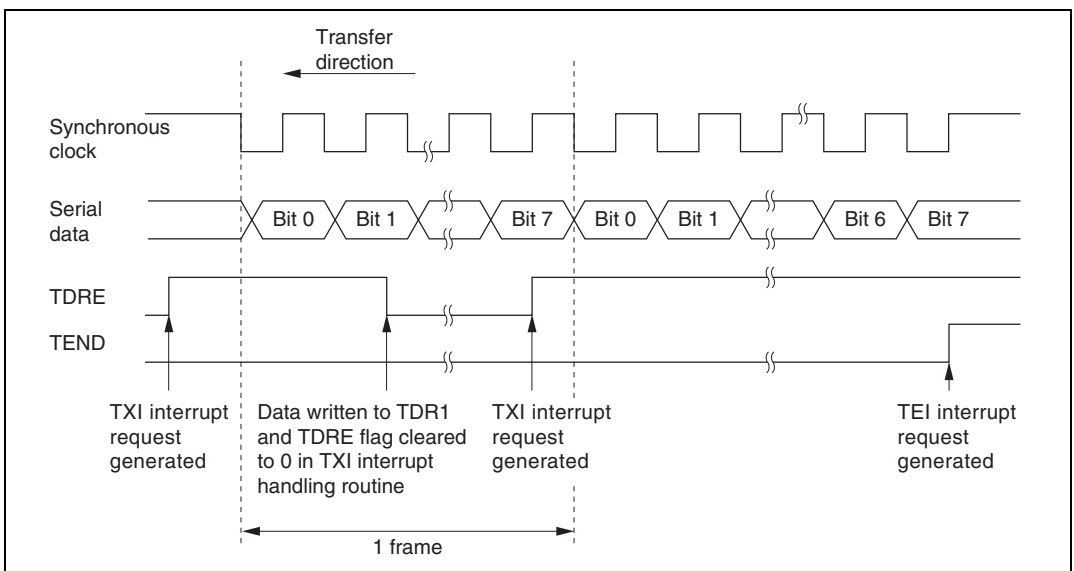 Transfer
direction
Synchronous
clock
Serial
data
Bit 0
Bit 1
Bit 7
Bit 0
Bit 1
Bit 6
Bit 7
TDRE
TEND
TXI interrupt
request
generated
Data written to TDR1
and TDRE flag cleared
to 0 in TXI interrupt
handling routine
TXI interrupt
request
generated
TEI interrupt
request
generated
1 frame